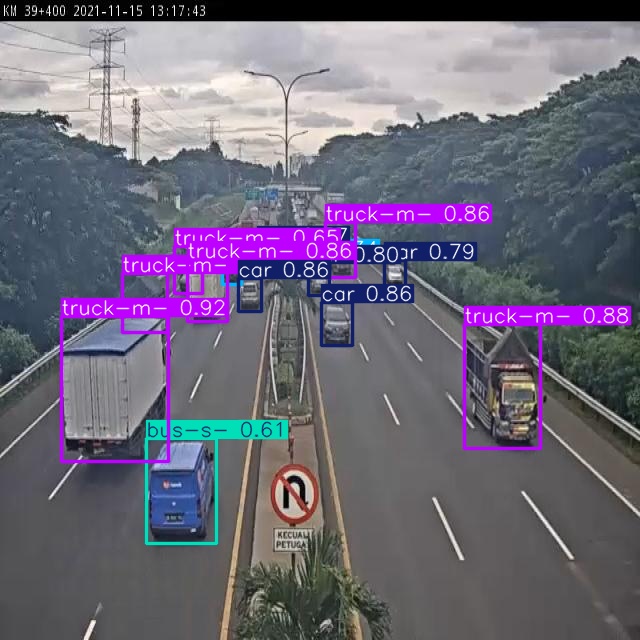 KM 39+400 2021-11-15 13:17:43
truck-m- 0.86
truck-m- 0.65
truck-m- 0.86
0.80
car 0.79
truck-m-
car 0.86
car 0.86
truck-m- 0.92
truck-m- 0.88
bus-s- 0.61
KECUALI
PETUGAS